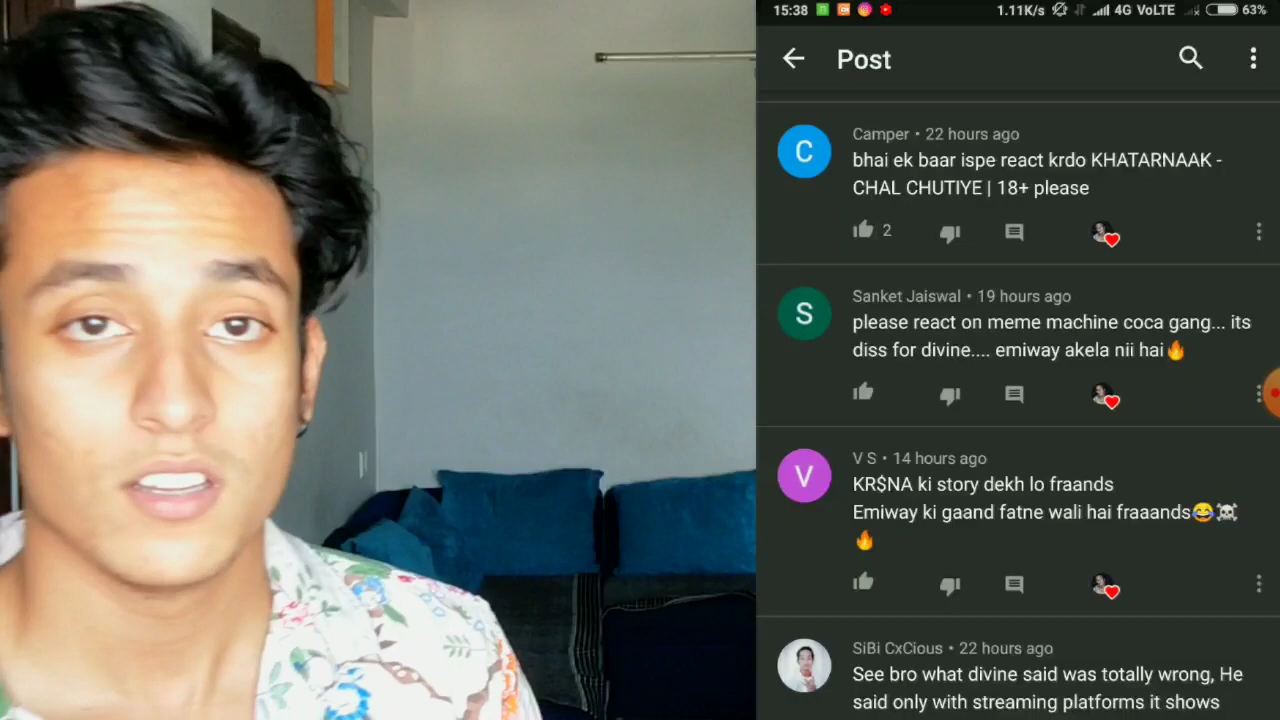 15:38
1.11K/s
4G VoLTE
63%
Post
Camper • 22 hours ago
bhai ek baar ispe react krdo KHATARNAAK -
CHAL CHUTIYE | 18+ please
2
Sanket Jaiswal • 19 hours ago
please react on meme machine coca gang... its
diss for divine.... emiway akela nii hai🔥
V S • 14 hours ago
KR$NA ki story dekh lo fraands
Emiway ki gaand fatne wali hai fraaands😂☠️
🔥
SiBi CxCious • 22 hours ago
See bro what divine said was totally wrong, He
said only with streaming platforms it shows
C
S
V